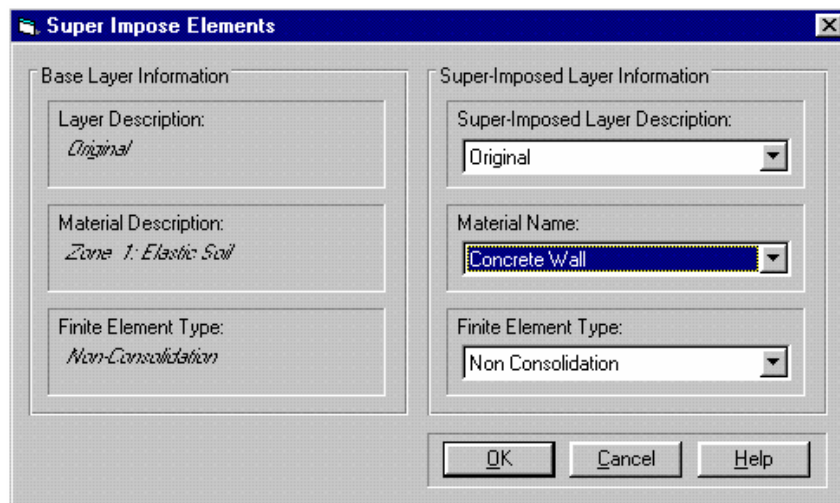 Super Impose Elements
Base Layer Information
Layer Description:
Original
Material Description:
Zone 1: Elastic Soil
Finite Element Type:
Non-Consolidation
Super-Imposed Layer Information
Super-Imposed Layer Description:
Original
Material Name:
Concrete Wall
Finite Element Type:
Non Consolidation
OK Cancel Help